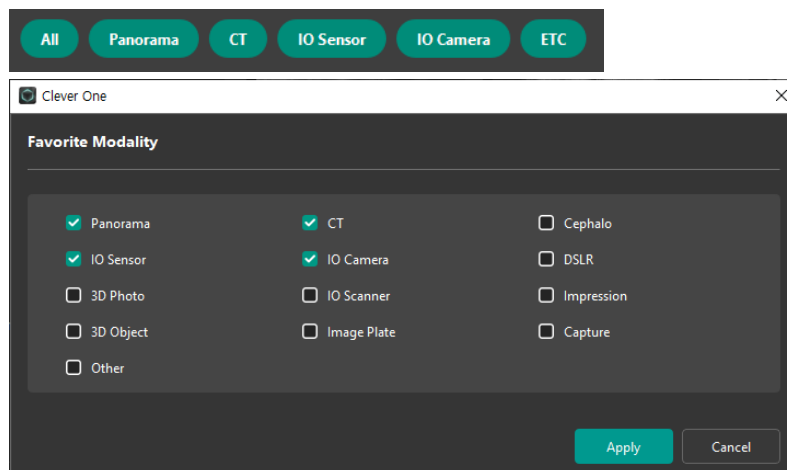 All Panorama CT IO Sensor IO Camera ETC
Clever One
Favorite Modality
Panorama CT Cephalo
IO Sensor IO Camera DSLR
3D Photo IO Scanner Impression
3D Object Image Plate Capture
Other
Apply Cancel